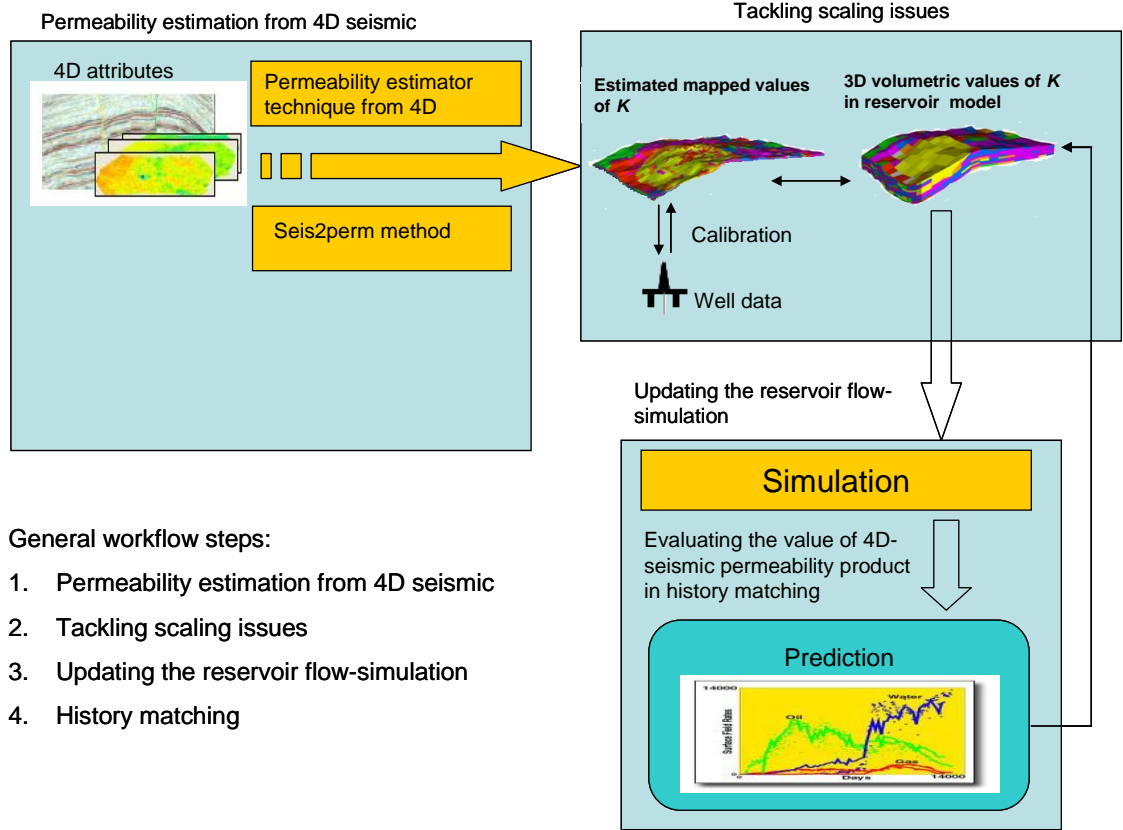 Permeability estimation from 4D seismic
4D attributes
Permeability estimator
technique from 4D
Seis2perm method
Tackling scaling issues
Estimated mapped values
of K
3D volumetric values of K
in reservoir model
Calibration
Well data
Updating the reservoir flow-
simulation
Simulation
Evaluating the value of 4D-
seismic permeability product
in history matching
Prediction
14000
Water
Oil
Surface Field Rates
Gas
0
Days
14000
General workflow steps:
1. Permeability estimation from 4D seismic
2. Tackling scaling issues
3. Updating the reservoir flow-simulation
4. History matching